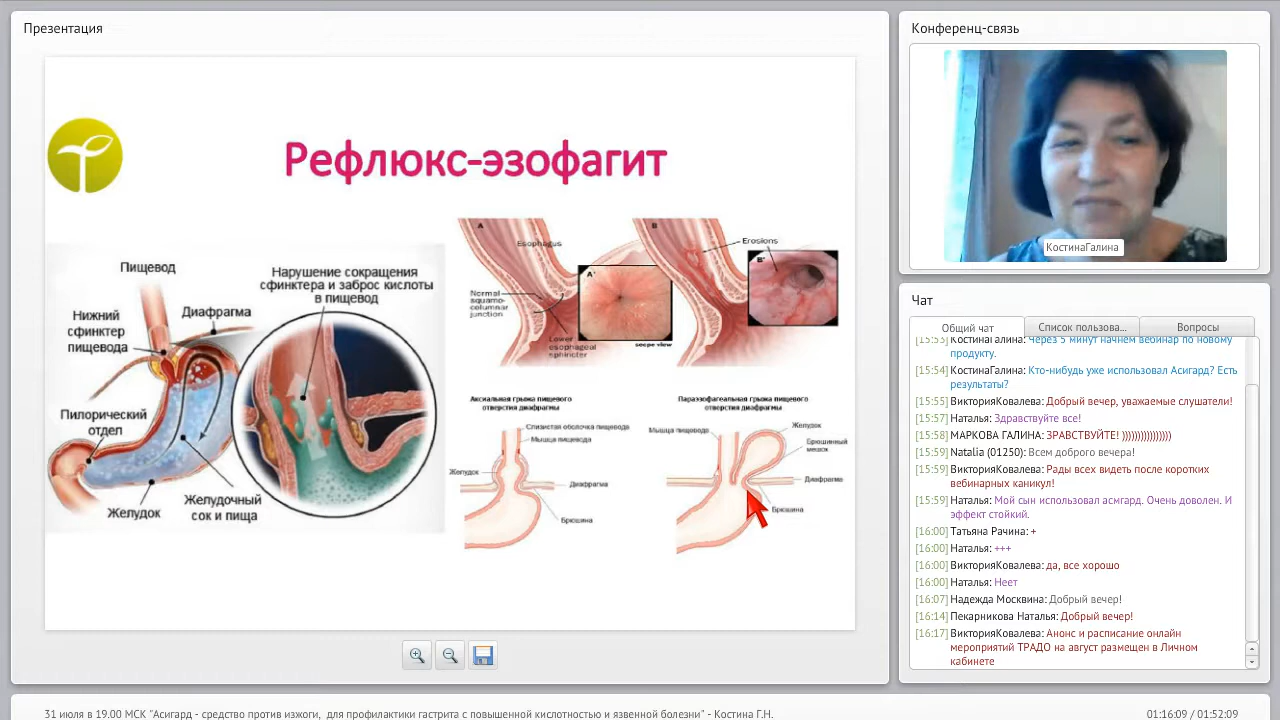 Презентация
Рефлюкс-эзофагит
Пищевод
Нижний
сфинктер
пищевода
Диафрагма
Нарушение сокращения
сфинктера и заброс кислоты
в пищевод
Пилорический
отдел
Желудок
Желудочный
сок и пища
A
B
Esophagus
Erosions
A'
B'
Normal
squamo-
columnar
junction
Lower
esophageal
sphincter
scope view
Аксиальная грыжа пищевого
отверстия диафрагмы
Слизистая оболочка пищевода
Мышца пищевода
Желудок
Диафрагма
Брюшина
Параэзофагеальная грыжа пищевого
отверстия диафрагмы
Мышца пищевода
Желудок
Брюшинный
мешок
Диафрагма
Брюшина
Конференц-связь
КостинаГалина
Чат
Общий чат
Список пользова...
Вопросы
[15:53] КостинаГалине: Через 5 минут начнем вебинар по новому
продукту.
[15:54] КостинаГалина: Кто-нибудь уже использовал Асигард? Есть
результаты?
[15:55] ВикторияКовалева: Добрый вечер, уважаемые слушатели!
[15:57] Наталья: Здравствуйте все!
[15:58] МАРКОВА ГАЛИНА: ЗРАВСТВУЙТЕ! )))))))))))))))
[15:59] Natalia (01250): Всем доброго вечера!
[15:59] ВикторияКовалева: Рады всех видеть после коротких
вебинарных каникул!
[15:59] Наталья: Мой сын использовал асмгард. Очень доволен. И
эффект стойкий.
[16:00] Татьяна Рачина: +
[16:00] Наталья: +++
[16:00] ВикторияКовалева: да, все хорошо
[16:00] Наталья: Неет
[16:07] Надежда Москвина: Добрый вечер!
[16:14] Пекарникова Наталья: Добрый вечер!
[16:17] ВикторияКовалева: Анонс и расписание онлайн
мероприятий ТРАДО на август размещен в Личном
кабинете
31 июля в 19.00 МСК "Асигард - средство против изжоги, для профилактики гастрита с повышенной кислотностью и язвенной болезни" - Костина Г.Н.
01:16:09 / 01:52:09